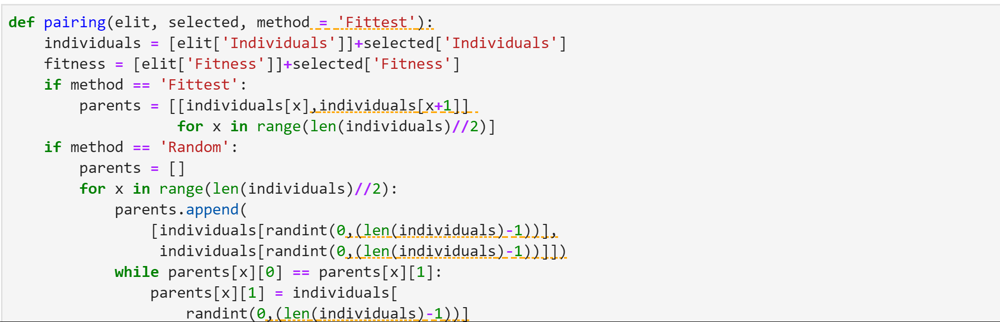 def pairing(elit, selected, method = 'Fittest'):
    individuals = [elit['Individuals']]+selected['Individuals']
    fitness = [elit['Fitness']]+selected['Fitness']
    if method == 'Fittest':
        parents = [[individuals[x],individuals[x+1]]
                   for x in range(len(individuals)//2)]
    if method == 'Random':
        parents = []
        for x in range(len(individuals)//2):
            parents.append(
                [individuals[randint(0,(len(individuals)-1))],
                 individuals[randint(0,(len(individuals)-1))]])
            while parents[x][0] == parents[x][1]:
                parents[x][1] = individuals[
                    randint(0,(len(individuals)-1))]